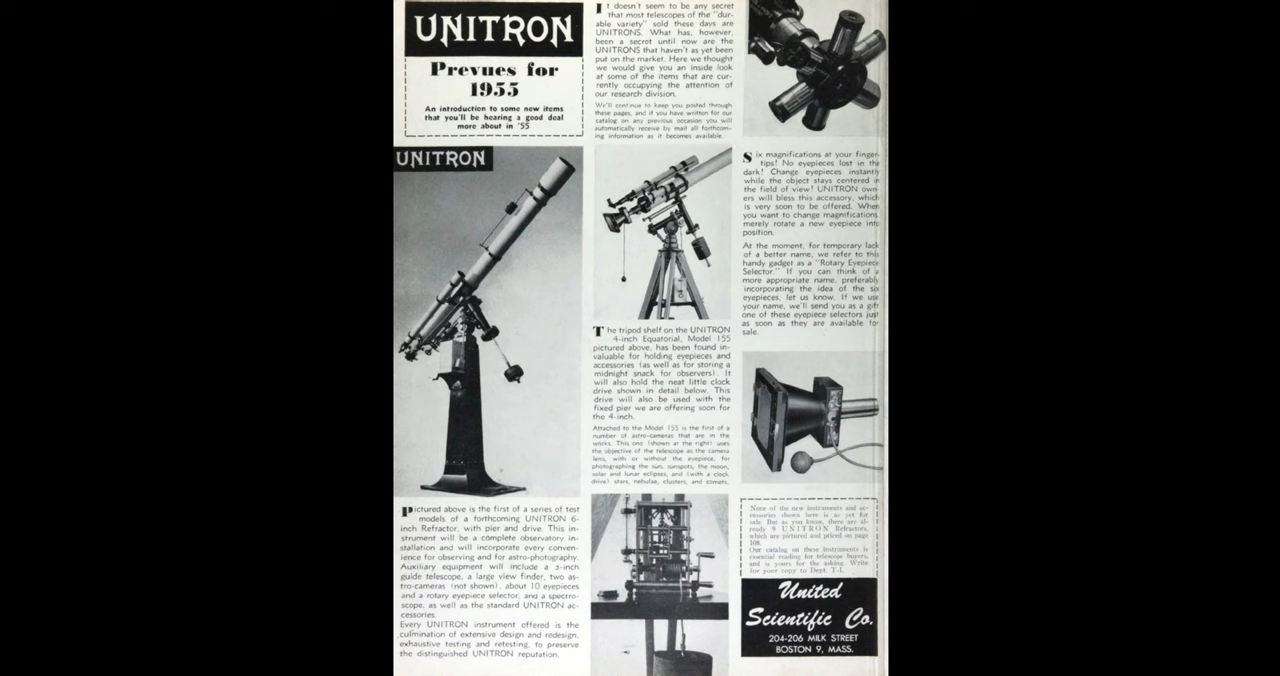 UNITRON
Prevues for
1955
An introduction to some new items
that you'll be hearing a good deal
more about in '55
UNITRON
Pictured above is the first of a series of test
models of a forthcoming UNITRON 6-
inch Refractor, with pier and drive. This in-
strument will be a complete observatory in-
stallation and will incorporate every conven-
ience for observing and for astro-photography.
Auxiliary equipment will include a 3-inch
guide telescope, a large view finder, two as-
tro-cameras (not shown), about 10 eyepieces
and a rotary eyepiece selector, and a spectro-
scope, as well as the standard UNITRON ac-
cessories.
Every UNITRON instrument offered is the
culmination of extensive design and redesign,
exhaustive testing and retesting, to preserve
the distinguished UNITRON reputation.
It doesn't seem to be any secret
that most telescopes of the "dur-
able variety" sold these days are
UNITRONS. What has, however,
been a secret until now are the
UNITRONS that haven't as yet been
put on the market. Here we thought
we would give you an inside look
at some of the items that are cur-
rently occupying the attention of
our research division.
We'll continue to keep you posted through
these pages, and if you have written for our
catalog on any previous occasion you will
automatically receive by mail all forthcom-
ing information as it becomes available.
The tripod shelf on the UNITRON
4-inch Equatorial, Model 155
pictured above, has been found in-
valuable for holding eyepieces and
accessories (as well as for storing a
midnight snack for observers). It
will also hold the neat little clock
drive shown in detail below. This
drive will also be used with the
fixed pier we are offering soon for
the 4-inch.
Attached to the Model 155 is the first of a
number of astro-cameras that are in the
works. This one (shown at the right) uses
the objective of the telescope as the camera
lens, with or without the eyepiece, for
photographing the sun, sunspots, the moon,
solar and lunar eclipses, and (with a clock
drive) stars, nebulae, clusters, and comets.
Six magnifications at your finger-
tips! No eyepieces lost in the
dark! Change eyepieces instantly
while the object stays centered in
the field of view! UNITRON own-
ers will bless this accessory, which
is very soon to be offered. When
you want to change magnifications,
merely rotate a new eyepiece into
position.
At the moment, for temporary lack
of a better name, we refer to this
handy gadget as a "Rotary Eyepiece
Selector." If you can think of a
more appropriate name, preferably
incorporating the idea of the six
eyepieces, let us know. If we use
your name, we'll send you as a gift
one of these eyepiece selectors just
as soon as they are available for
sale.
None of the new instruments and ac-
cessories shown here is as yet for
sale. But as you know, there are al-
ready 9 UNITRON Refractors,
which are pictured and priced on page
108.
Our catalog on these instruments is
essential reading for telescope buyers,
and is yours for the asking. Write
for your copy to Dept. T-1.
United
Scientific Co.
204-206 MILK STREET
BOSTON 9, MASS.